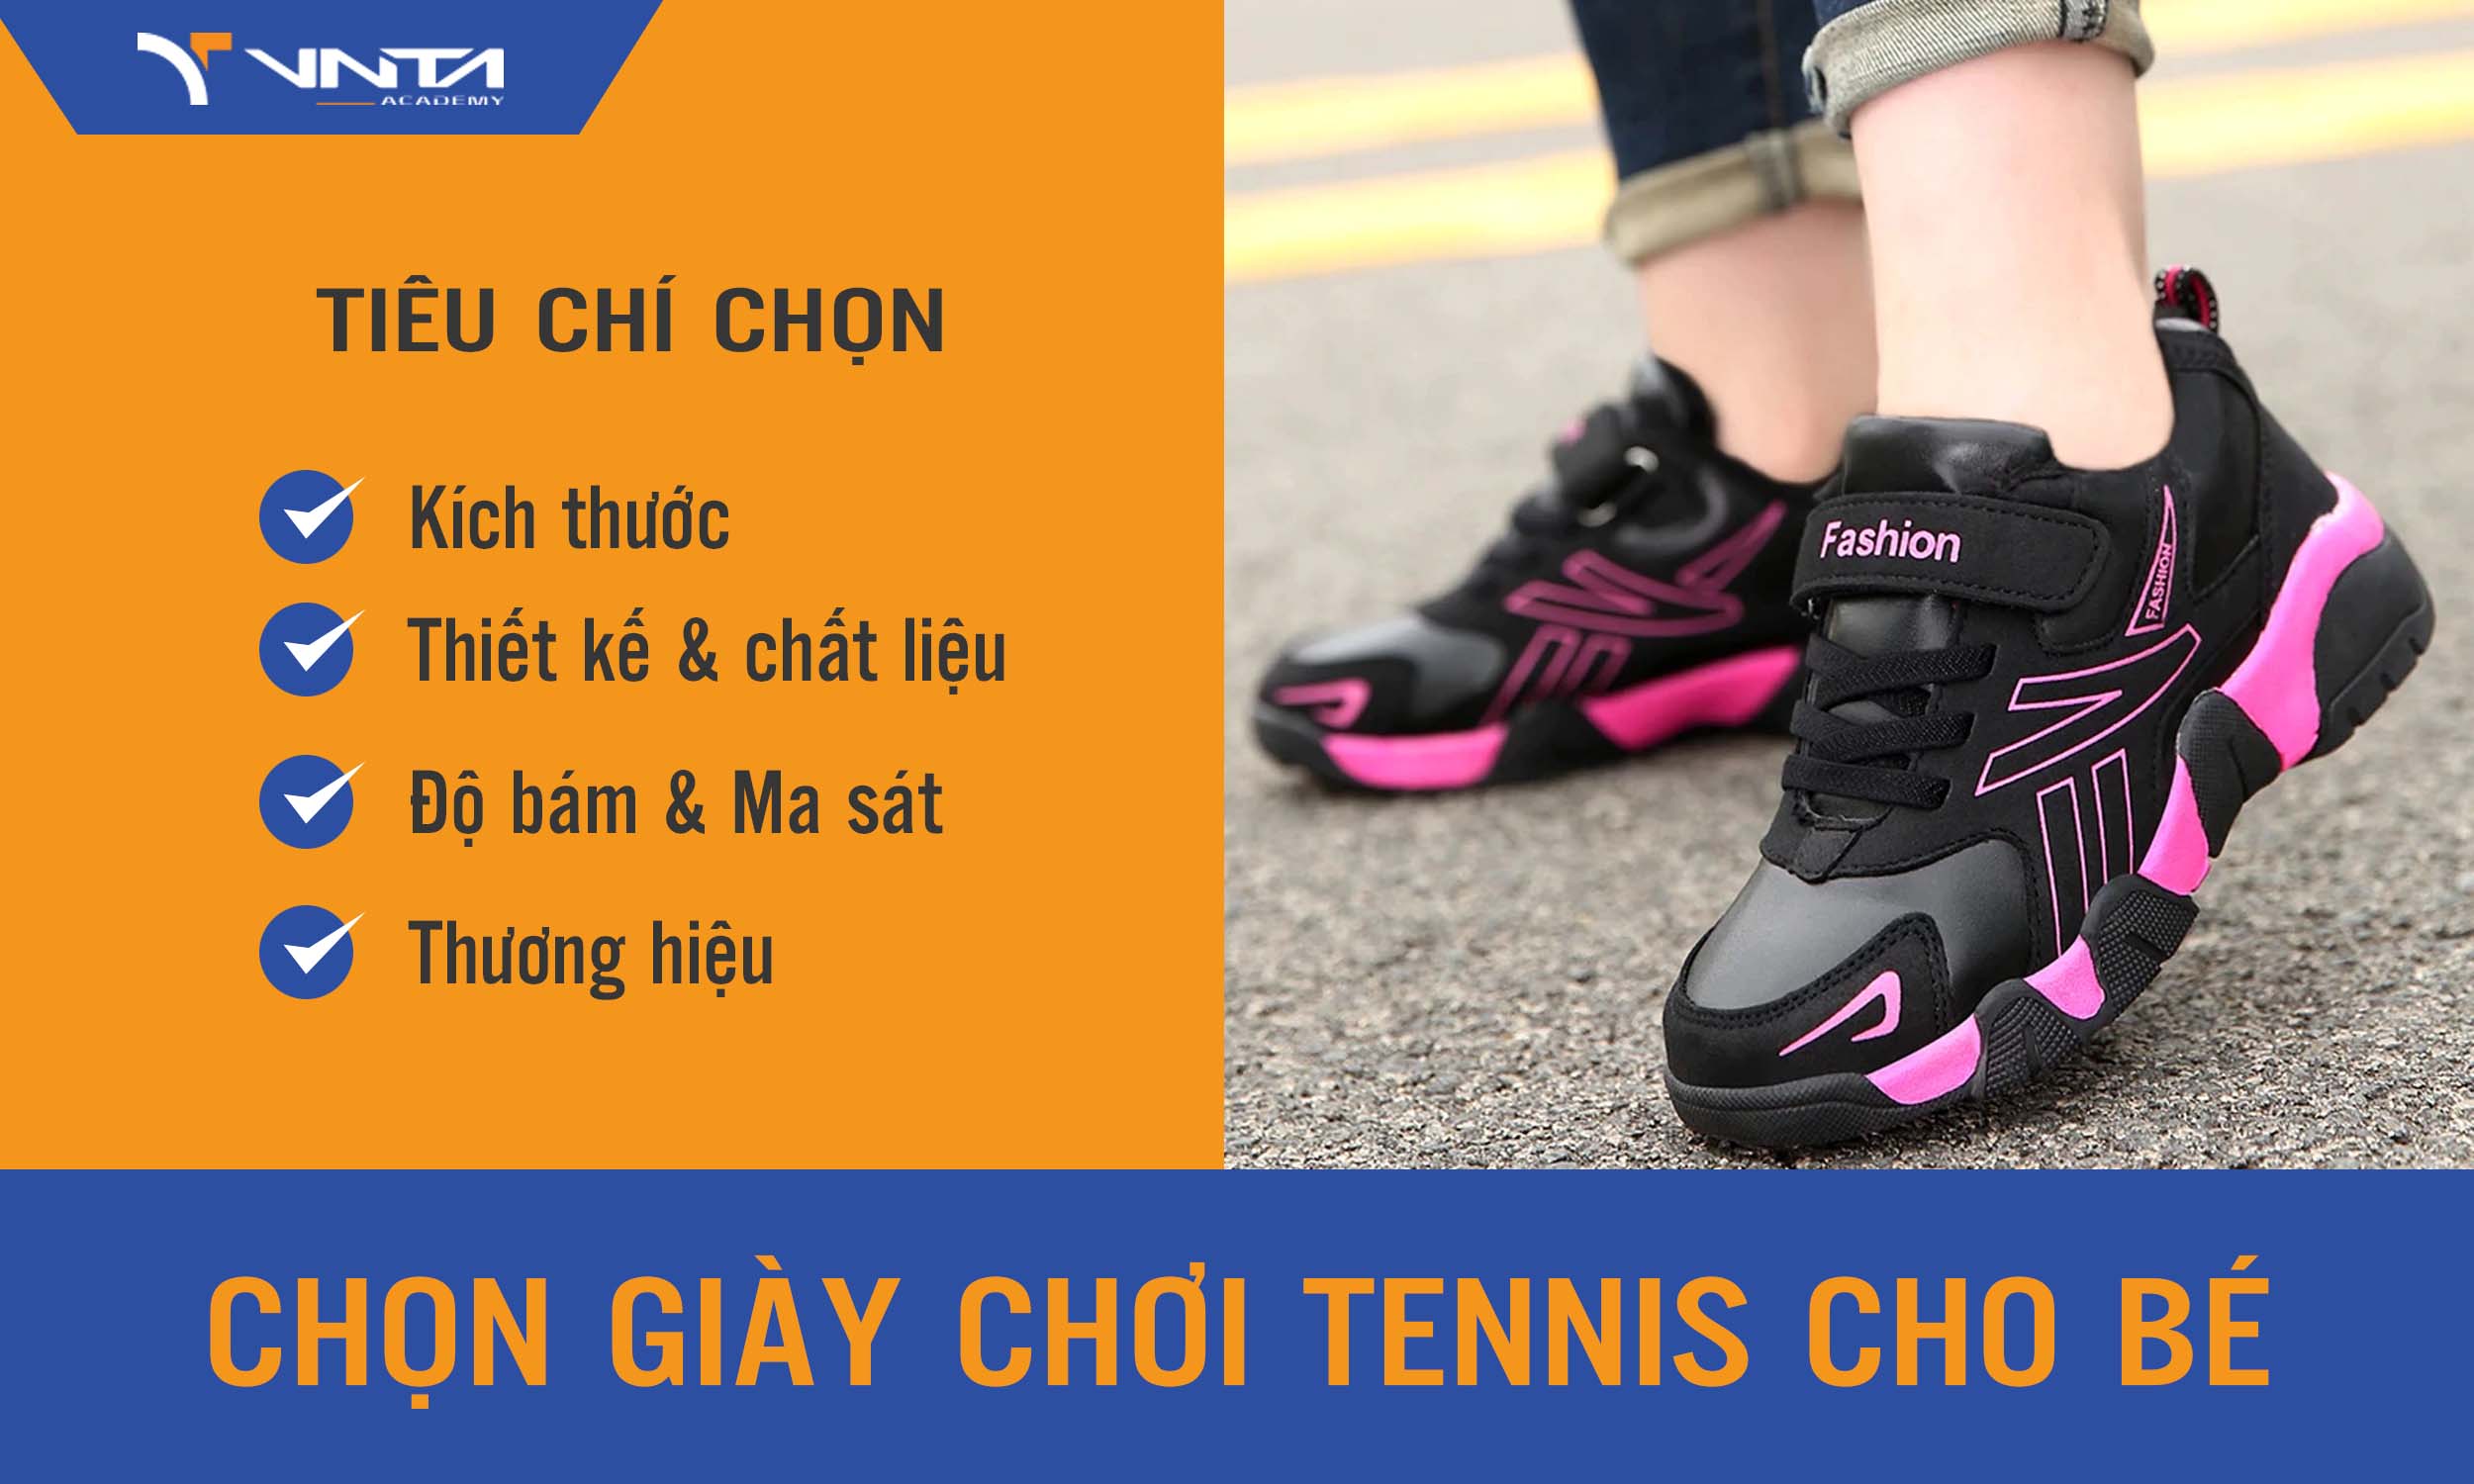 VNTA
ACADEMY
TIÊU CHÍ CHỌN
Kích thước
Thiết kế & chất liệu
Độ bám & Ma sát
Thương hiệu
Fashion
FASHION
CHỌN GIÀY CHƠI TENNIS CHO BÉ